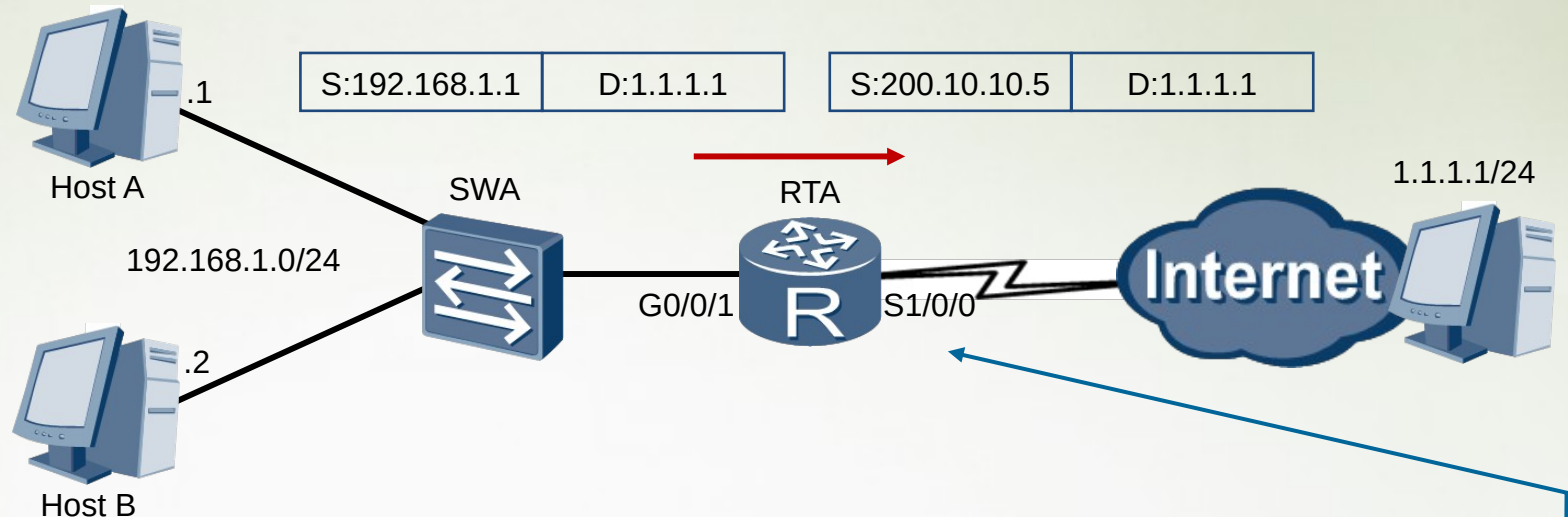 S:192.168.1.1 D:1.1.1.1 S:200.10.10.5 D:1.1.1.1
.1
Host A
SWA
RTA
1.1.1.1/24
192.168.1.0/24
Internet
G0/0/1
R
S1/0/0
.2
Host B